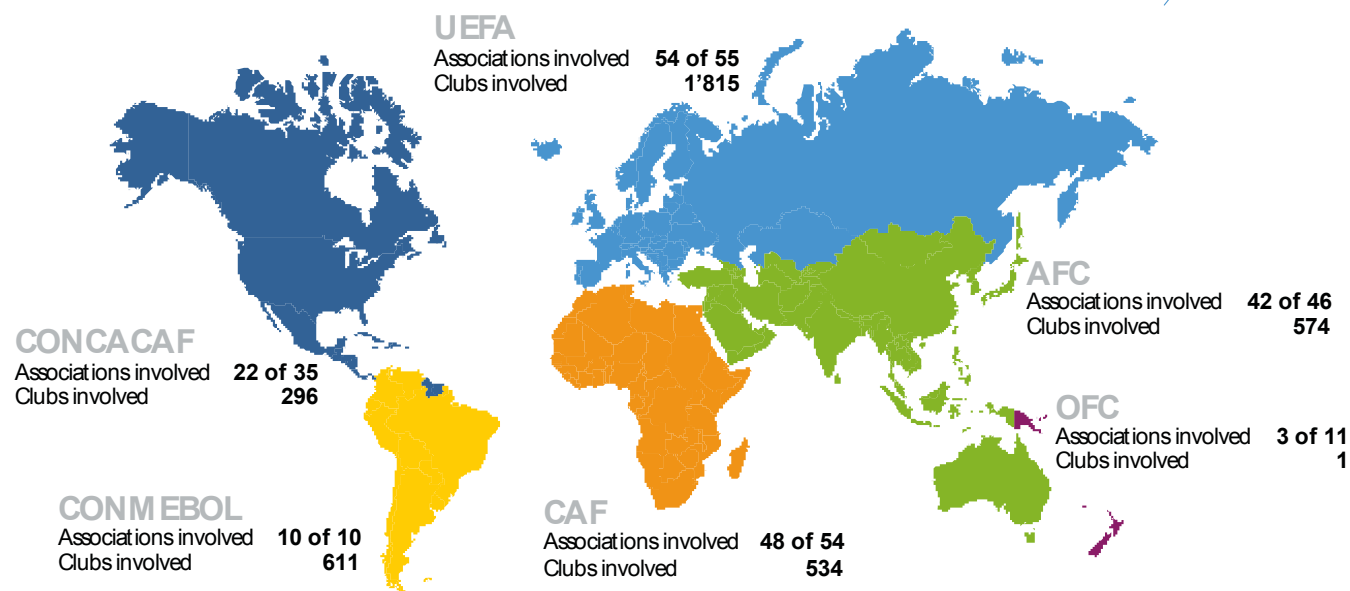 UEFA
Associations involved 54 of 55
Clubs involved 1’815
AFC
Associations involved 42 of 46
Clubs involved 574
CONCACAF
Associations involved 22 of 35
Clubs involved 296
OFC
Associations involved 3 of 11
Clubs involved 1
CONMEBOL
Associations involved 10 of 10
Clubs involved 611
CAF
Associations involved 48 of 54
Clubs involved 534